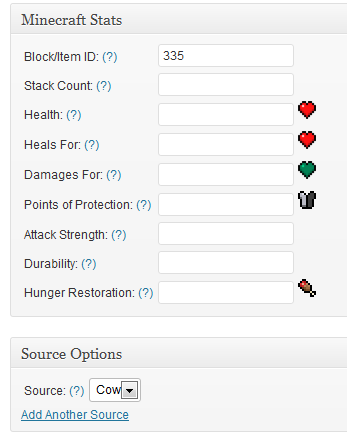 Minecraft Stats
Block/Item ID: (?) 335
Stack Count: (?)
Health: (?)
Heals For: (?)
Damages For: (?)
Points of Protection: (?)
Attack Strength: (?)
Durability: (?)
Hunger Restoration: (?)
Source Options
Source: (?) Cow
Add Another Source